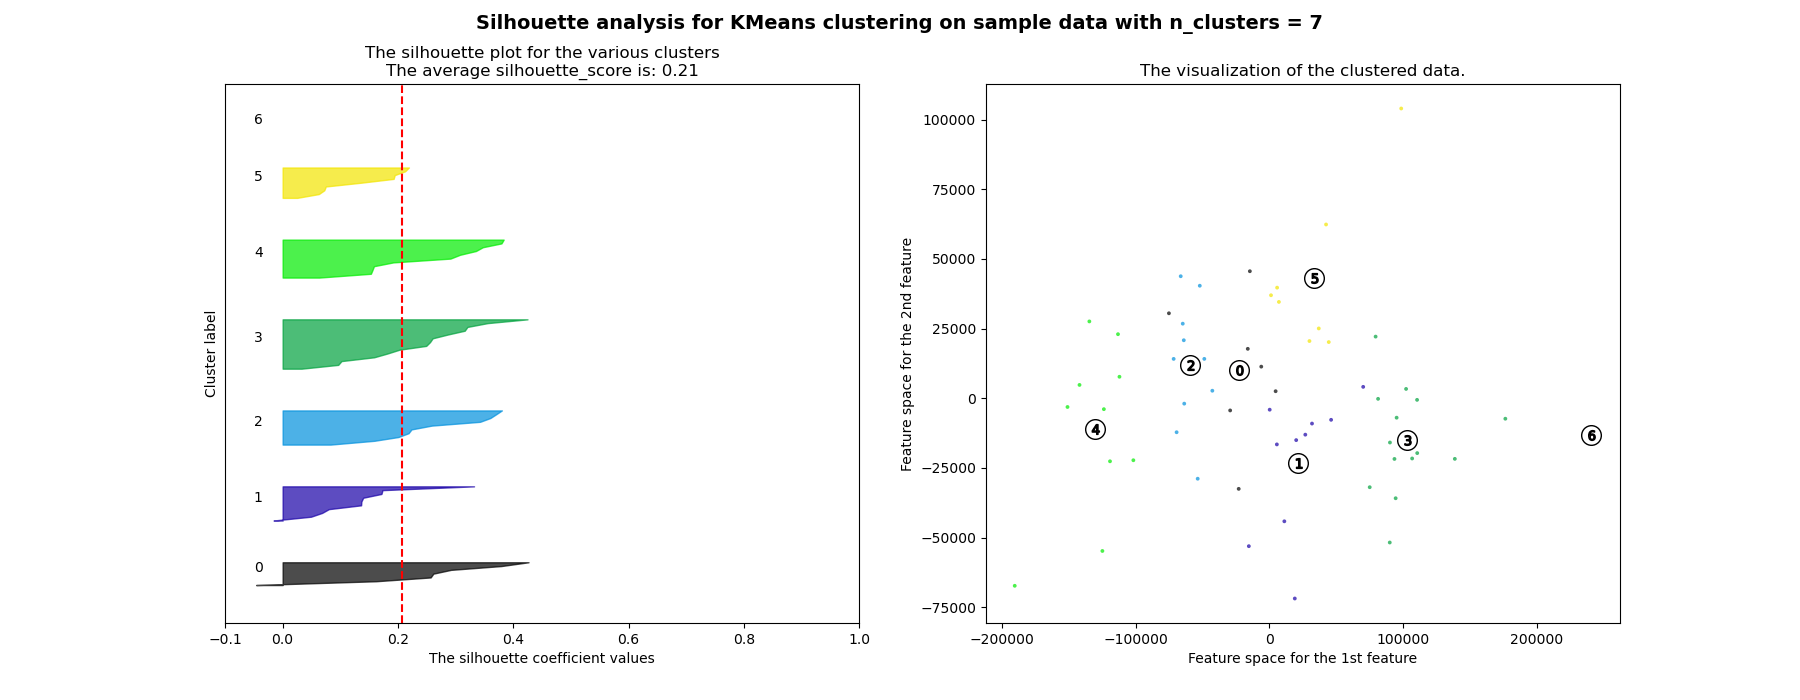 Silhouette analysis for KMeans clustering on sample data with n_clusters = 7
The silhouette plot for the various clusters
The average silhouette_score is: 0.21
6
5
4
3
2
1
0
Cluster label
−0.1 0.0 0.2 0.4 0.6 0.8 1.0
The silhouette coefficient values
The visualization of the clustered data.
100000
75000
50000
25000
0
−25000
−50000
−75000
Feature space for the 2nd feature
5
2
0
4
3
6
1
−200000 −100000 0 100000 200000
Feature space for the 1st feature